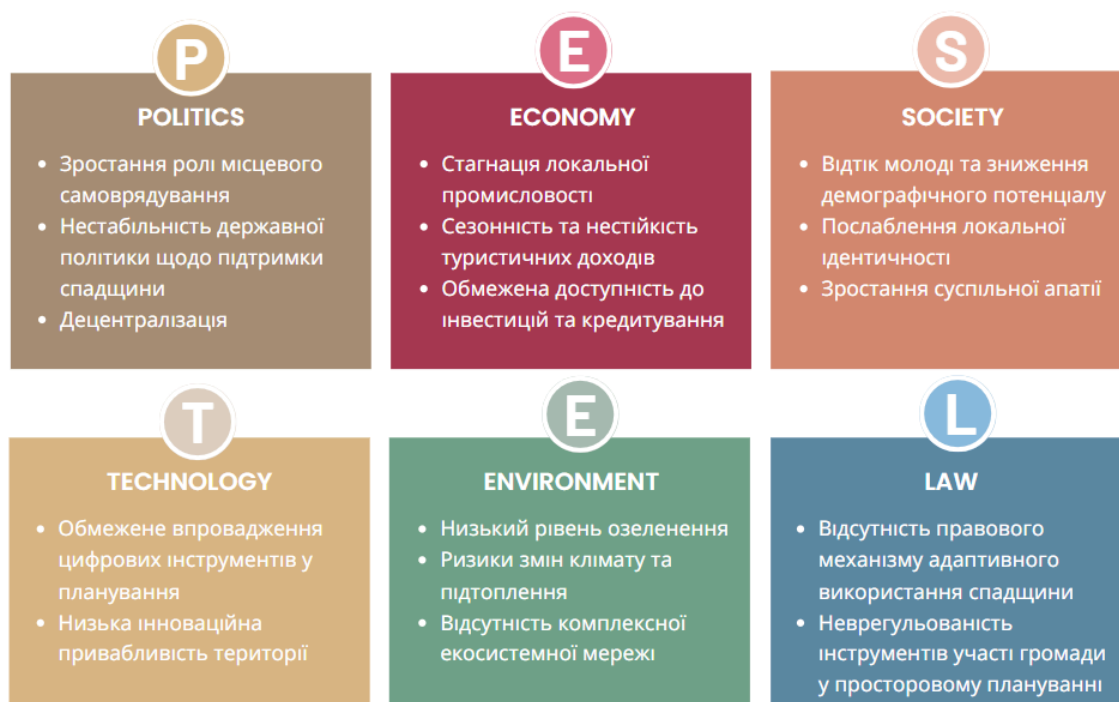 P
POLITICS
• Зростання ролі місцевого
самоврядування
• Нестабільність державної
політики щодо підтримки
спадщини
• Децентралізація
E
ECONOMY
• Стагнація локальної
промисловості
• Сезонність та нестійкість
туристичних доходів
• Обмежена доступність до
інвестицій та кредитування
S
SOCIETY
• Відтік молоді та зниження
демографічного потенціалу
• Послаблення локальної
ідентичності
• Зростання суспільної апатії
T
TECHNOLOGY
• Обмежене впровадження
цифрових інструментів у
планування
• Низька інноваційна
привабливість території
E
ENVIRONMENT
• Низький рівень озеленення
• Ризики змін клімату та
підтоплення
• Відсутність комплексної
екосистемної мережі
L
LAW
• Відсутність правового
механізму адаптивного
використання спадщини
• Неврегульованість
інструментів участі громади
у просторовому плануванні